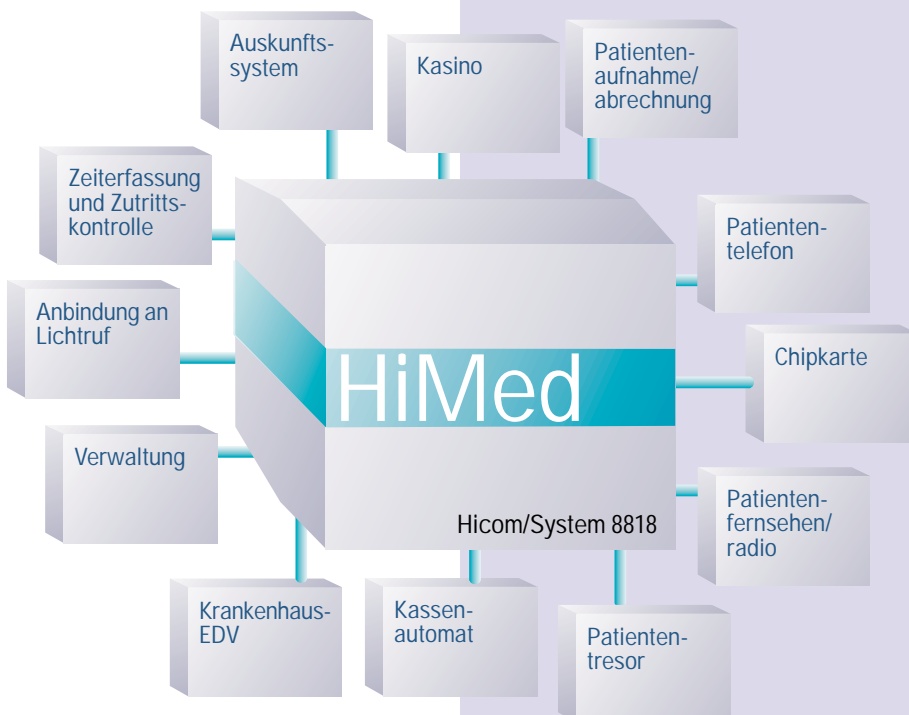 Auskunfts-
system
Kasino
Patienten-
aufnahme/
abrechnung
Zeiterfassung
und Zutritts-
kontrolle
Patienten-
telefon
Anbindung an
Lichtruf
Chipkarte
HiMed
Verwaltung
Patienten-
fernsehen/
radio
Hicom/System 8818
Krankenhaus-
EDV
Kassen-
automat
Patienten-
tresor